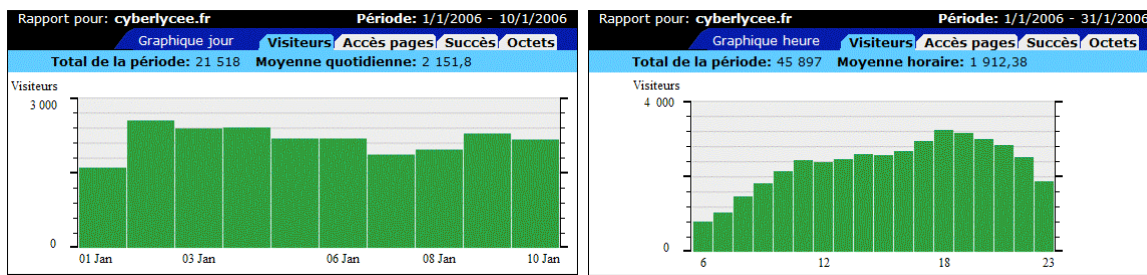 Rapport pour: cyberlycee.fr Période: 1/1/2006 - 10/1/2006
Graphique jour Visiteurs Accès pages Succès Octets
Total de la période: 21 518 Moyenne quotidienne: 2 151,8
Visiteurs
3 000
0
01 Jan 03 Jan 06 Jan 08 Jan 10 Jan
Rapport pour: cyberlycee.fr Période: 1/1/2006 - 31/1/2006
Graphique heure Visiteurs Accès pages Succès Octets
Total de la période: 45 897 Moyenne horaire: 1 912,38
Visiteurs
4 000
0
6 12 18 23